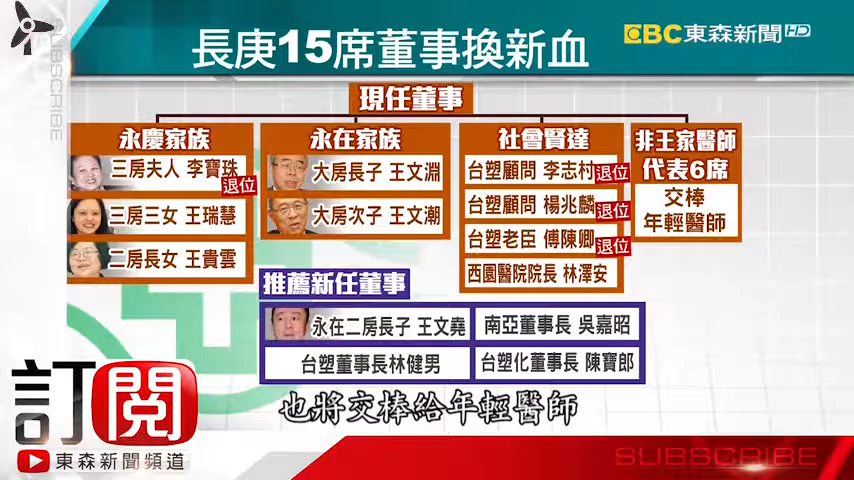 長庚15席董事換新血
EBC東森新聞HD
SUBSCRIBE
現任董事
永慶家族
三房夫人 李寶珠
退位
三房三女 王瑞慧
二房長女 王貴雲
永在家族
大房長子 王文淵
大房次子 王文潮
社會賢達
台塑顧問 李志村
退位
台塑顧問 楊兆麟
退位
台塑老臣 傅陳卿
退位
西園醫院院長 林澤安
非王家醫師
代表6席
交棒
年輕醫師
推薦新任董事
永在二房長子 王文堯
南亞董事長 吳嘉昭
台塑董事長林健男
台塑化董事長 陳寶郎
也將交棒給年輕醫師
訂閱
東森新聞頻道
SUBSCRIBE